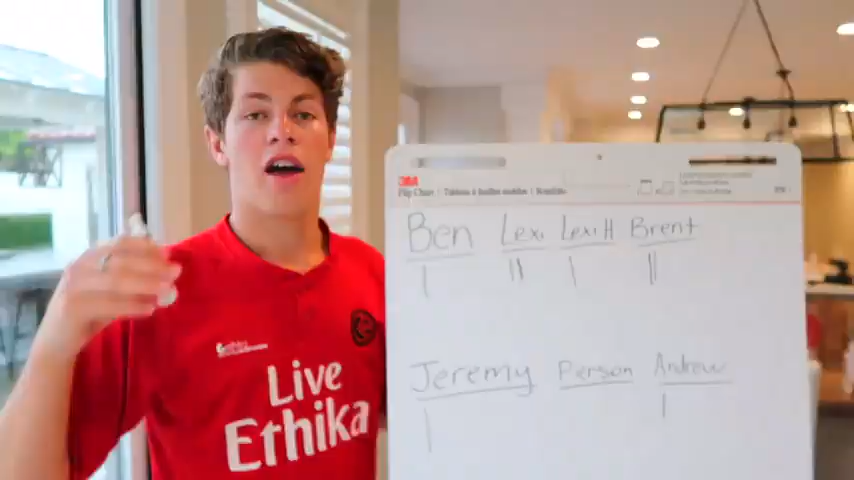 3M
Flip Chart
Ben Lexi Lexi H Brent
| || | ||
Jeremy Person Andrew
| |
Live
Ethika